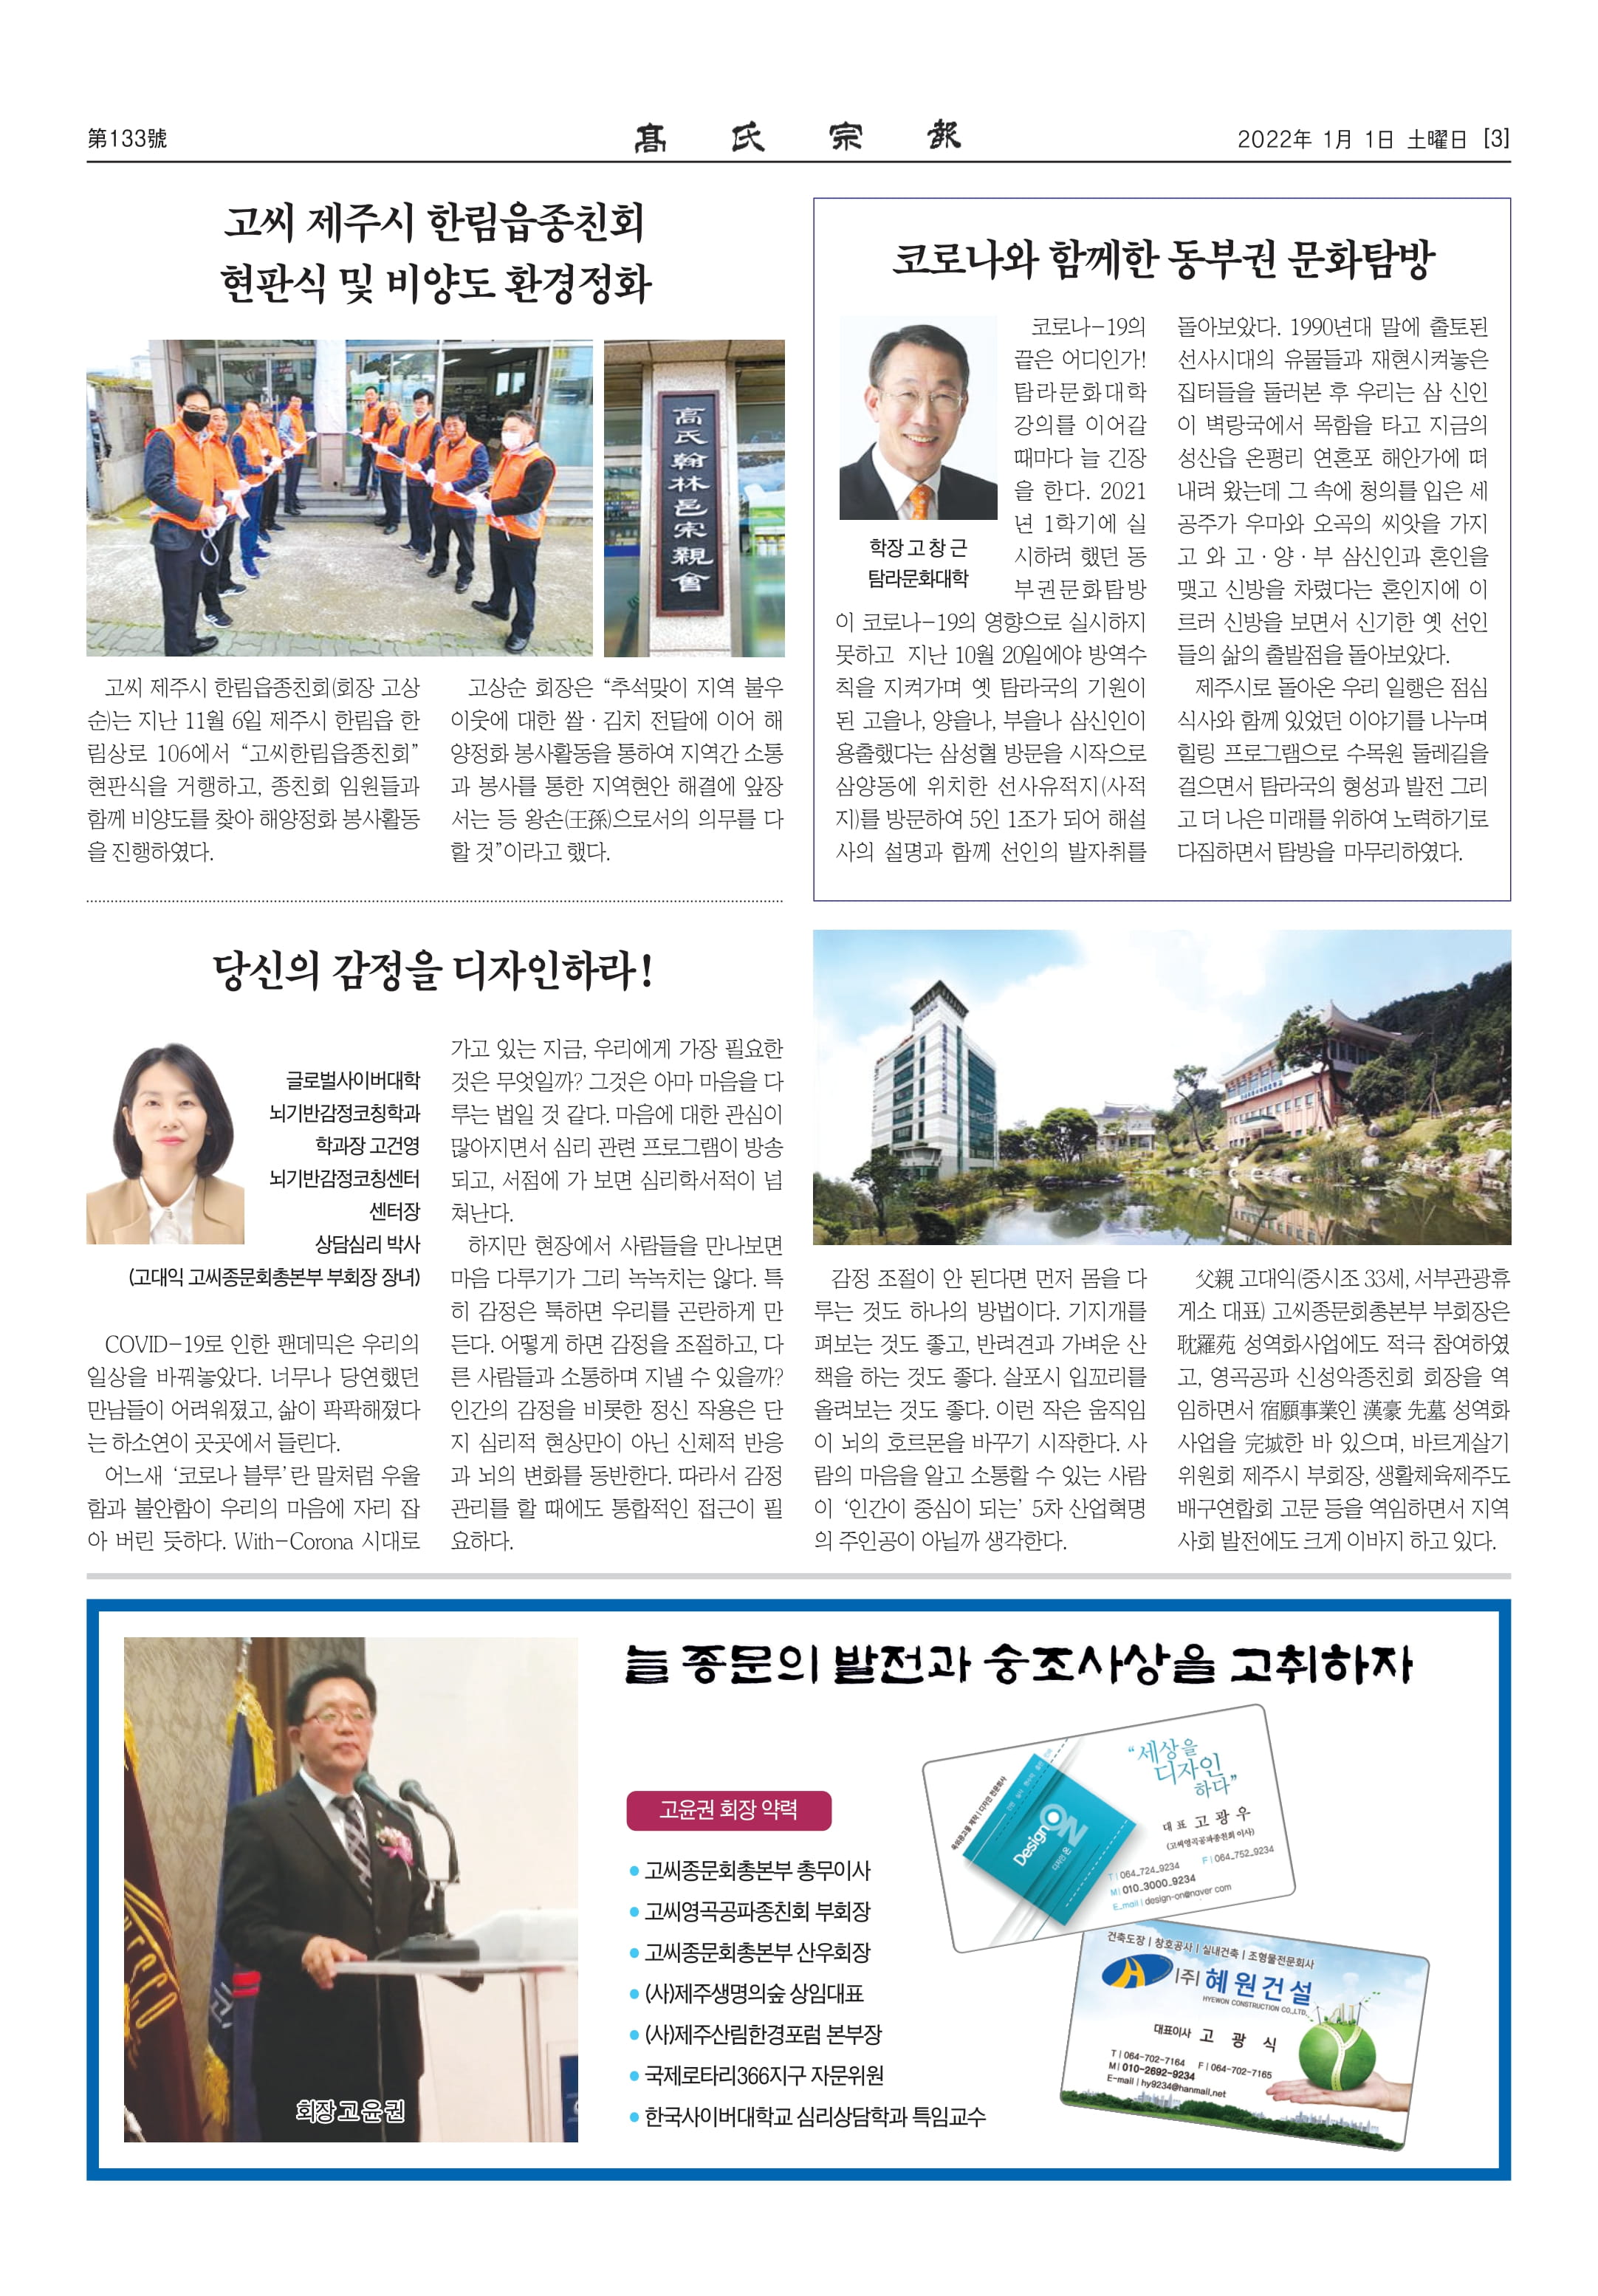 第133號
髙氏宗報
2022年 1月 1日 土曜日 [3]
고씨 제주시 한림읍종친회
현판식 및 비양도 환경정화
高氏翰林邑宗親會
고씨 제주시 한림읍종친회(회장 고상
순)는 지난 11월 6일 제주시 한림읍 한
림상로 106에서 “고씨한림읍종친회”
현판식을 거행하고, 종친회 임원들과
함께 비양도를 찾아 해양정화 봉사활동
을 진행하였다.
고상순 회장은 “추석맞이 지역 불우
이웃에 대한 쌀·김치 전달에 이어 해
양정화 봉사활동을 통하여 지역간 소통
과 봉사를 통한 지역현안 해결에 앞장
서는 등 왕손(王孫)으로서의 의무를 다
할 것”이라고 했다.
코로나와 함께한 동부권 문화탐방
학장 고 창 근
탐라문화대학
코로나-19의
끝은 어디인가!
탐라문화대학
강의를 이어갈
때마다 늘 긴장
을 한다. 2021
년 1학기에 실
시하려 했던 동
부권문화탐방
이 코로나-19의 영향으로 실시하지
못하고 지난 10월 20일에야 방역수
칙을 지켜가며 옛 탐라국의 기원이
된 고을나, 양을나, 부을나 삼신인이
용출했다는 삼성혈 방문을 시작으로
삼양동에 위치한 선사유적지(사적
지)를 방문하여 5인 1조가 되어 해설
사의 설명과 함께 선인의 발자취를
돌아보았다. 1990년대 말에 출토된
선사시대의 유물들과 재현시켜놓은
집터들을 둘러본 후 우리는 삼 신인
이 벽랑국에서 목함을 타고 지금의
성산읍 온평리 연혼포 해안가에 떠
내려 왔는데 그 속에 청의를 입은 세
공주가 우마와 오곡의 씨앗을 가지
고 와 고·양·부 삼신인과 혼인을
맺고 신방을 차렸다는 혼인지에 이
르러 신방을 보면서 신기한 옛 선인
들의 삶의 출발점을 돌아보았다.
제주시로 돌아온 우리 일행은 점심
식사와 함께 있었던 이야기를 나누며
힐링 프로그램으로 수목원 둘레길을
걸으면서 탐라국의 형성과 발전 그리
고 더 나은 미래를 위하여 노력하기로
다짐하면서 탐방을 마무리하였다.
당신의 감정을 디자인하라!
글로벌사이버대학
뇌기반감정코칭학과
학과장 고건영
뇌기반감정코칭센터
센터장
상담심리 박사
(고대익 고씨종문회총본부 부회장 장녀)
COVID-19로 인한 팬데믹은 우리의
일상을 바꿔놓았다. 너무나 당연했던
만남들이 어려워졌고, 삶이 팍팍해졌다
는 하소연이 곳곳에서 들린다.
어느새 ‘코로나 블루’란 말처럼 우울
함과 불안함이 우리의 마음에 자리 잡
아 버린 듯하다. With-Corona 시대로
가고 있는 지금, 우리에게 가장 필요한
것은 무엇일까? 그것은 아마 마음을 다
루는 법일 것 같다. 마음에 대한 관심이
많아지면서 심리 관련 프로그램이 방송
되고, 서점에 가 보면 심리학서적이 넘
쳐난다.
하지만 현장에서 사람들을 만나보면
마음 다루기가 그리 녹녹치는 않다. 특
히 감정은 툭하면 우리를 곤란하게 만
든다. 어떻게 하면 감정을 조절하고, 다
른 사람들과 소통하며 지낼 수 있을까?
인간의 감정을 비롯한 정신 작용은 단
지 심리적 현상만이 아닌 신체적 반응
과 뇌의 변화를 동반한다. 따라서 감정
관리를 할 때에도 통합적인 접근이 필
요하다.
감정 조절이 안 된다면 먼저 몸을 다
루는 것도 하나의 방법이다. 기지개를
펴보는 것도 좋고, 반려견과 가벼운 산
책을 하는 것도 좋다. 살포시 입꼬리를
올려보는 것도 좋다. 이런 작은 움직임
이 뇌의 호르몬을 바꾸기 시작한다. 사
람의 마음을 알고 소통할 수 있는 사람
이 ‘인간이 중심이 되는’ 5차 산업혁명
의 주인공이 아닐까 생각한다.
父親 고대익(중시조 33세, 서부관광휴
게소 대표) 고씨종문회총본부 부회장은
耽羅苑 성역화사업에도 적극 참여하였
고, 영곡공파 신성악종친회 회장을 역
임하면서 宿願事業인 漢豪 先墓 성역화
사업을 完城한 바 있으며, 바르게살기
위원회 제주시 부회장, 생활체육제주도
배구연합회 고문 등을 역임하면서 지역
사회 발전에도 크게 이바지 하고 있다.
늘 종문의 발전과 숭조사상을 고취하자
회장 고 윤 권
고윤권 회장 약력
• 고씨종문회총본부 총무이사
• 고씨영곡공파종친회 부회장
• 고씨종문회총본부 산우회장
• (사)제주생명의숲 상임대표
• (사)제주산림한경포럼 본부장
• 국제로타리366지구 자문위원
• 한국사이버대학교 심리상담학과 특임교수
옥외광고물 제작 | 디자인 전문회사
Design ON
디자인 온
“세상을
디자인
하다”
대 표 고 광 우
(고씨영곡공파종친회 이사)
T | 064_724_9234 F | 064_752_9234
M | 010_3000_9234
E_mail | design-on@naver com
건축도장 | 창호공사 | 실내건축 | 조형물전문회사
|주| 혜원건설
HYEWON CONSTRUCTION CO.,LTD.
대표이사 고 광 식
T | 064-702-7164 F | 064-702-7165
M | 010-2692-9234
E-mail | hy9234@hanmail.net